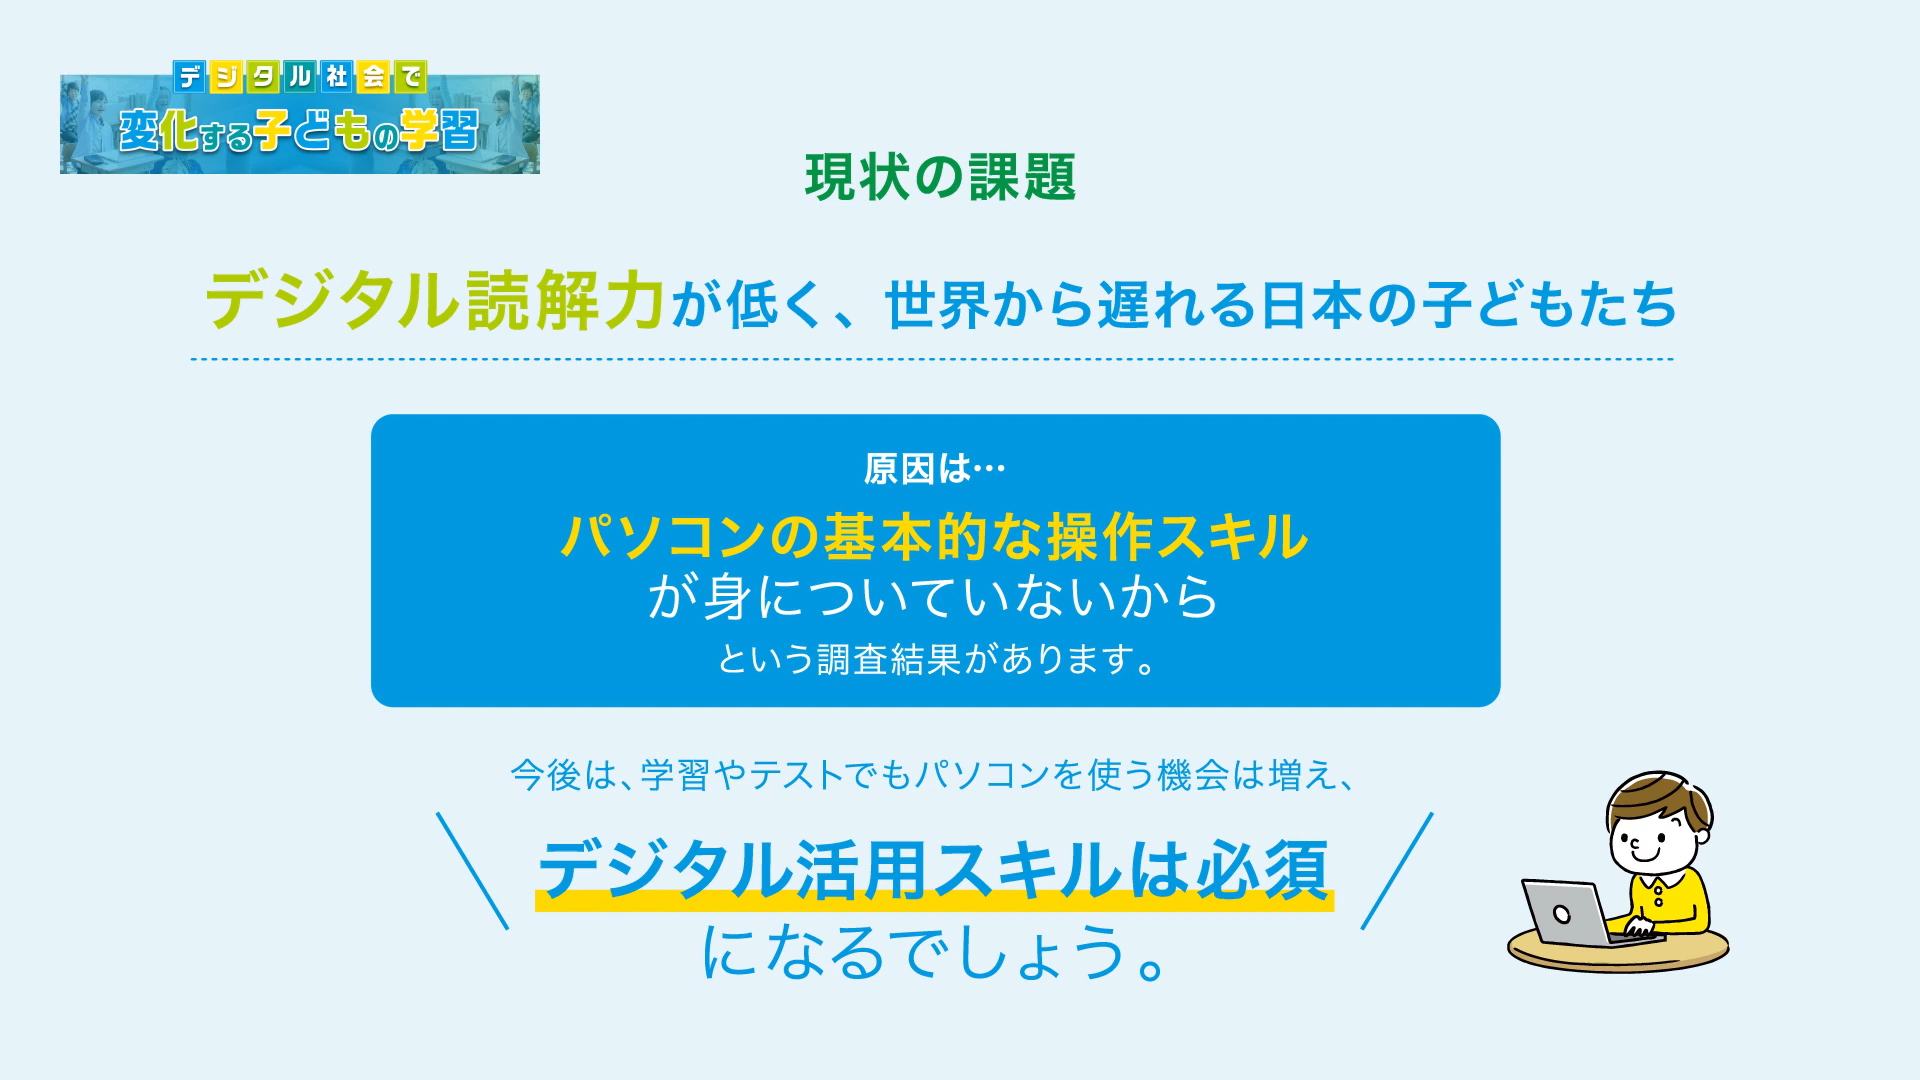 デジタル社会で
変化する子どもの学習
現状の課題
デジタル読解力が低く、世界から遅れる日本の子どもたち
原因は…
パソコンの基本的な操作スキル
が身についていないから
という調査結果があります。
今後は、学習やテストでもパソコンを使う機会は増え、
デジタル活用スキルは必須
になるでしょう。